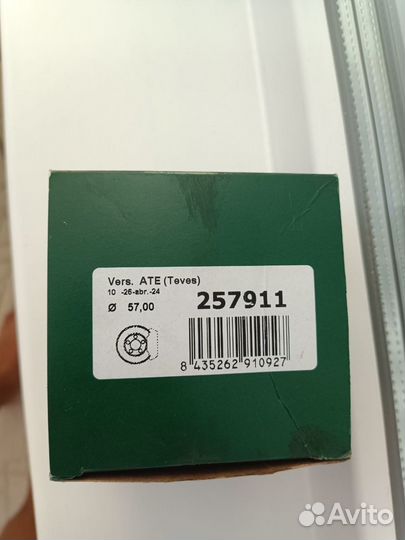 Vers. ATE (Teves)
10 -26-abr.-24
Ø 57,00
257911
8 435262 910927
Avito